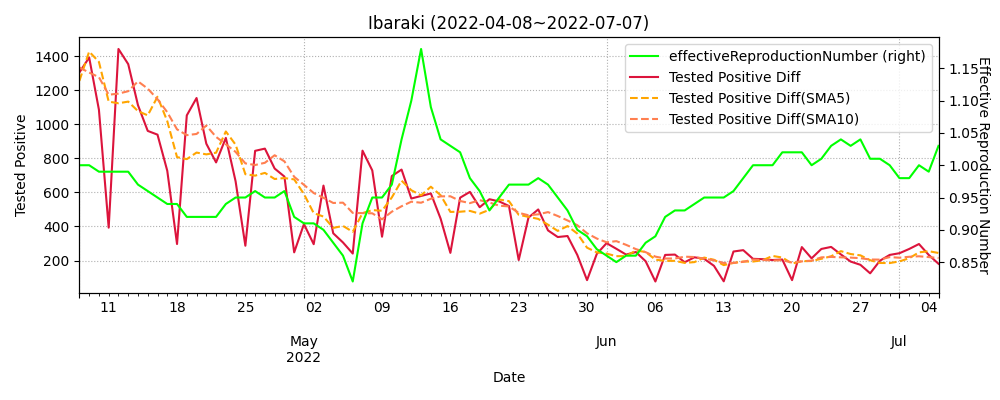 Ibaraki (2022-04-08~2022-07-07)
effectiveReproductionNumber (right)
Tested Positive Diff
Tested Positive Diff(SMA5)
Tested Positive Diff(SMA10)
Tested Positive
1400
1200
1000
800
600
400
200
1.15
1.10
1.05
1.00
0.95
0.90
0.85
Effective Reproduction Number
11 18 25 02 09 16 23 30 06 13 20 27 04
May Jun Jul
2022
Date